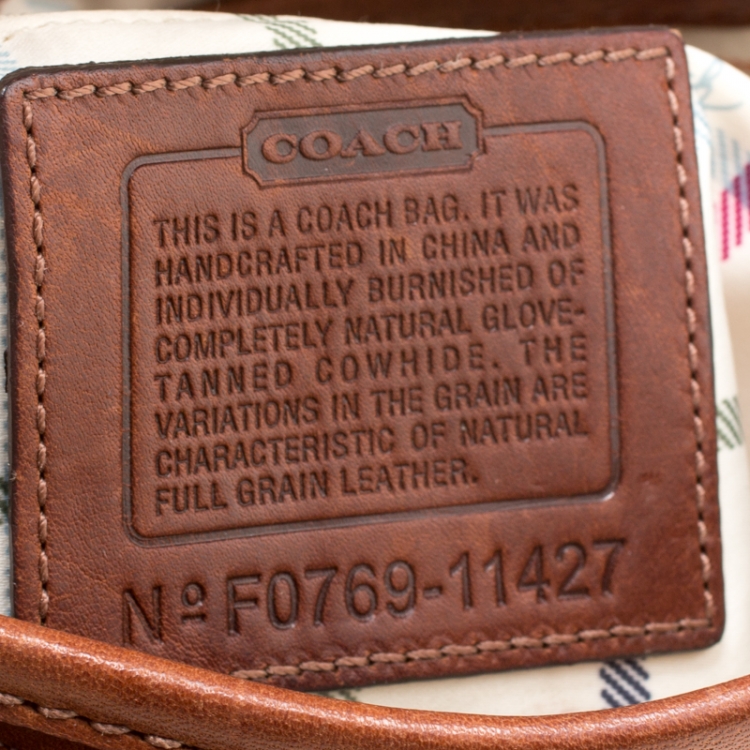 COACH
THIS IS A COACH BAG. IT WAS
HANDCRAFTED IN CHINA AND
INDIVIDUALLY BURNISHED OF
COMPLETELY NATURAL GLOVE-
TANNED COWHIDE. THE
VARIATIONS IN THE GRAIN ARE
CHARACTERISTIC OF NATURAL
FULL GRAIN LEATHER.
Nº F0769-11427